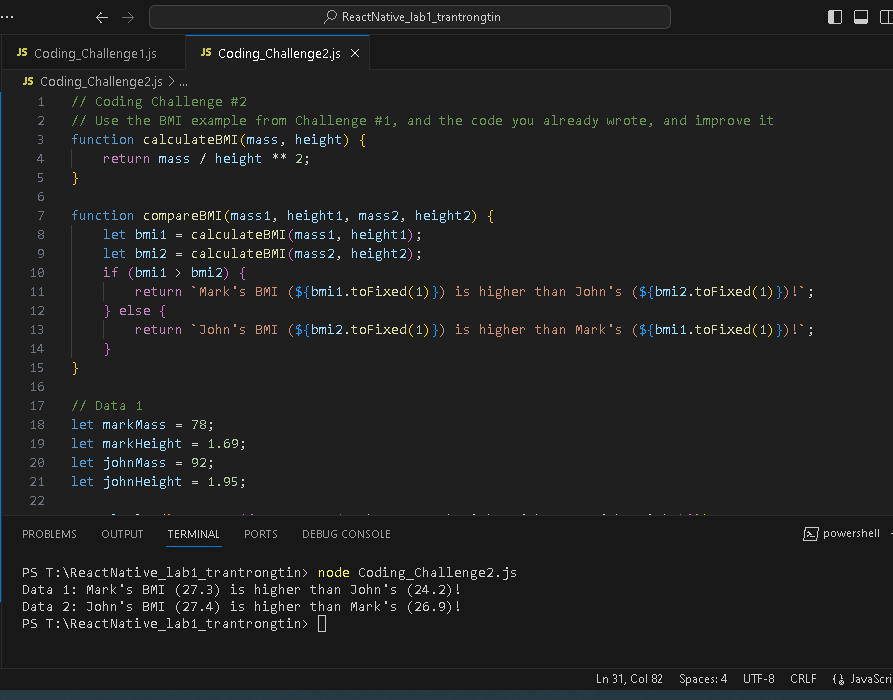 ReactNative_lab1_trantrongtin
JS Coding_Challenge1.js JS Coding_Challenge2.js
JS Coding_Challenge2.js > ...
1 // Coding Challenge #2
2 // Use the BMI example from Challenge #1, and the code you already wrote, and improve it
3 function calculateBMI(mass, height) {
4 return mass / height ** 2;
5 }
6
7 function compareBMI(mass1, height1, mass2, height2) {
8 let bmi1 = calculateBMI(mass1, height1);
9 let bmi2 = calculateBMI(mass2, height2);
10 if (bmi1 > bmi2) {
11 return `Mark's BMI (${bmi1.toFixed(1)}) is higher than John's (${bmi2.toFixed(1)})!`;
12 } else {
13 return `John's BMI (${bmi2.toFixed(1)}) is higher than Mark's (${bmi1.toFixed(1)})!`;
14 }
15 }
16
17 // Data 1
18 let markMass = 78;
19 let markHeight = 1.69;
20 let johnMass = 92;
21 let johnHeight = 1.95;
22
PROBLEMS OUTPUT TERMINAL PORTS DEBUG CONSOLE powershell
PS T:\ReactNative_lab1_trantrongtin> node Coding_Challenge2.js
Data 1: Mark's BMI (27.3) is higher than John's (24.2)!
Data 2: John's BMI (27.4) is higher than Mark's (26.9)!
PS T:\ReactNative_lab1_trantrongtin>
Ln 31, Col 82 Spaces: 4 UTF-8 CRLF {} JavaScri